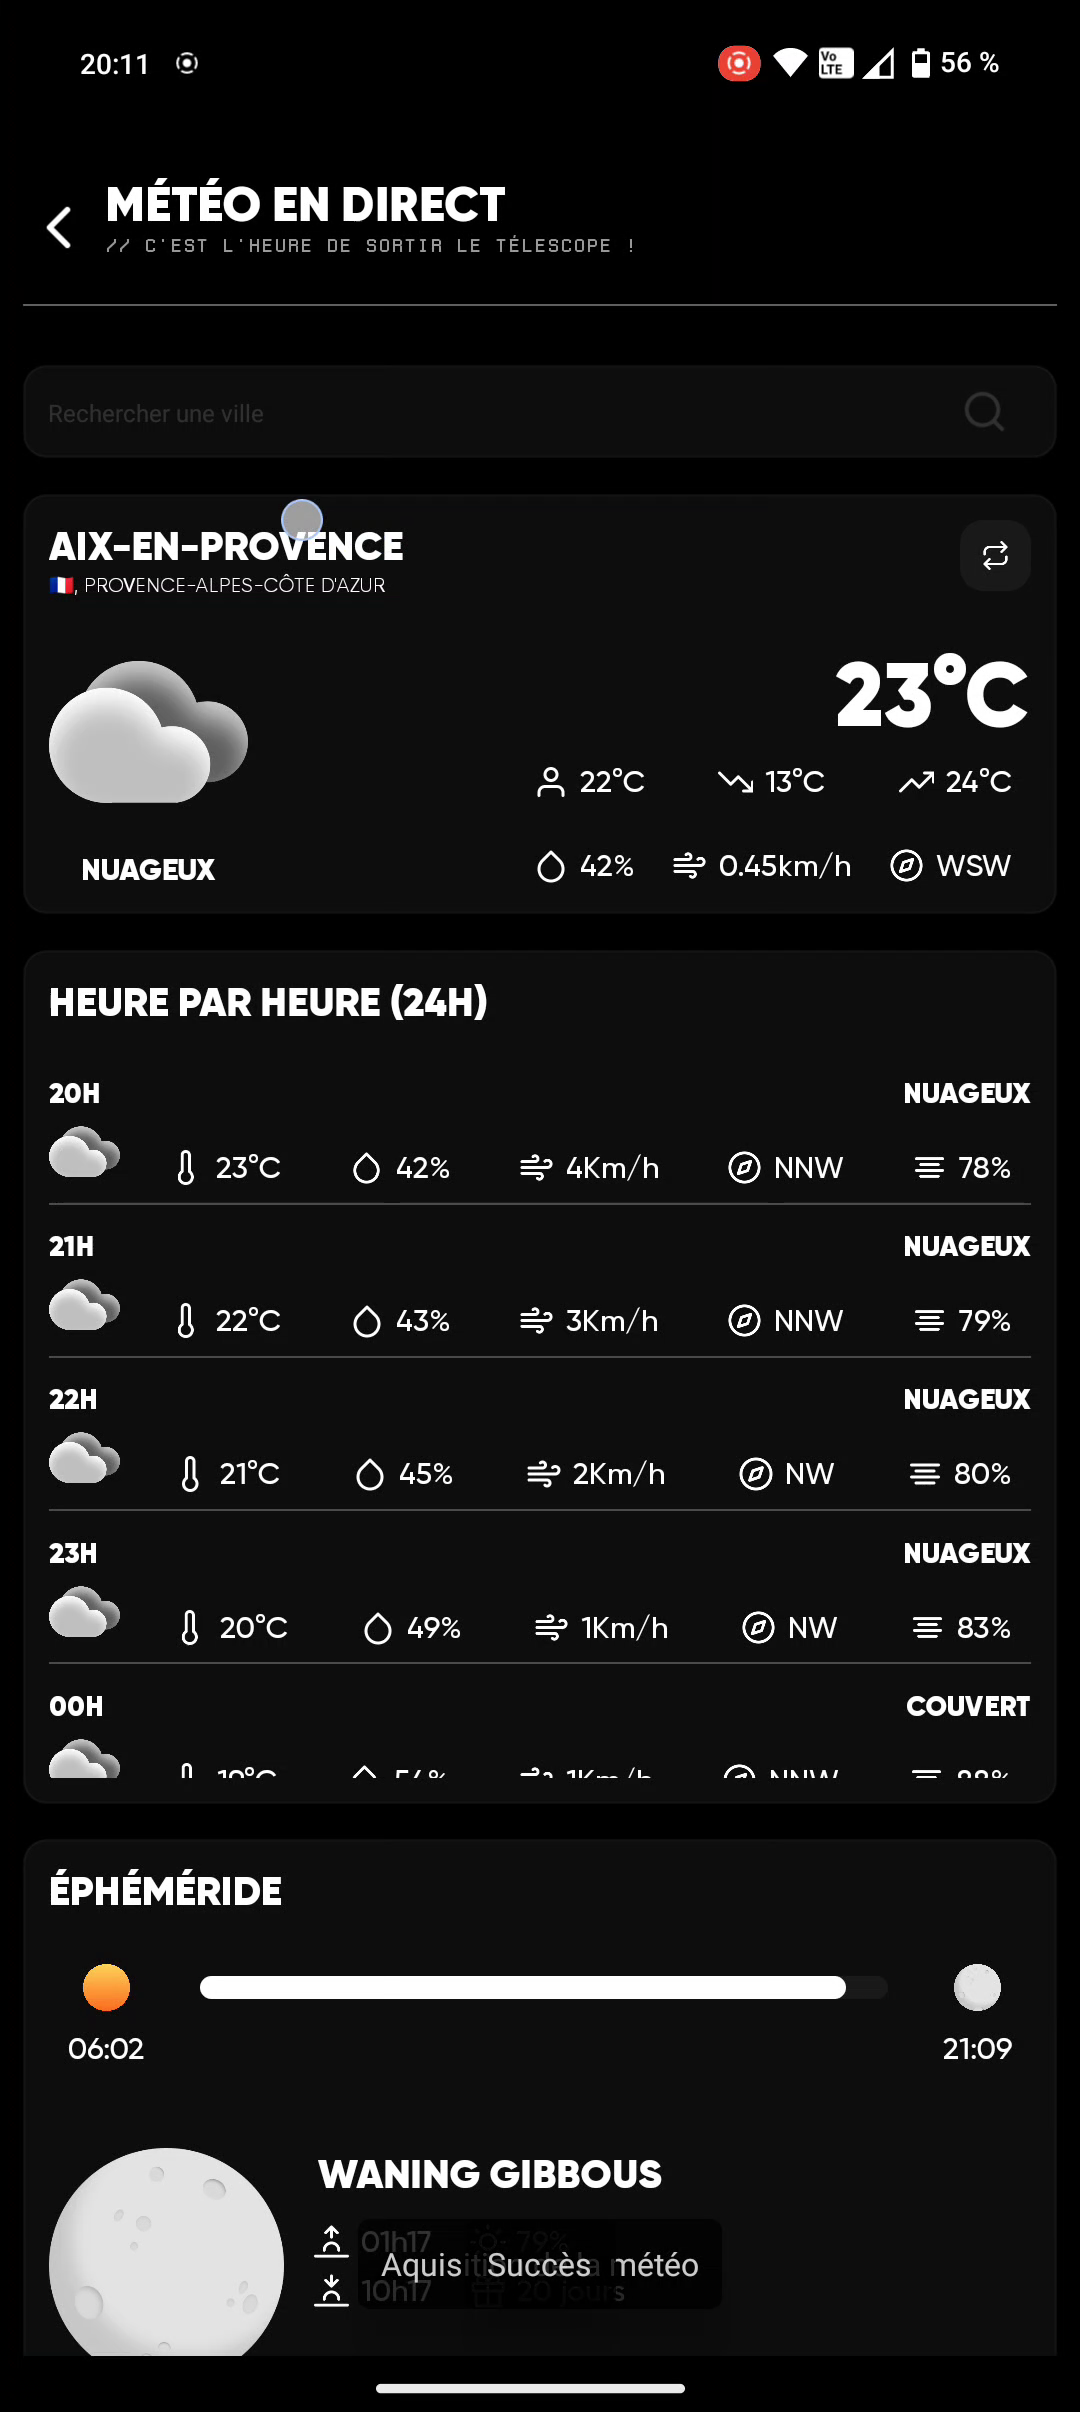 20:11
Vo LTE
56 %
MÉTÉO EN DIRECT
// C'EST L'HEURE DE SORTIR LE TÉLESCOPE !
Rechercher une ville
AIX-EN-PROVENCE
🇫🇷, PROVENCE-ALPES-CÔTE D'AZUR
23°C
22°C 13°C 24°C
NUAGEUX
42% 0.45km/h WSW
HEURE PAR HEURE (24H)
20H NUAGEUX
23°C 42% 4Km/h NNW 78%
21H NUAGEUX
22°C 43% 3Km/h NNW 79%
22H NUAGEUX
21°C 45% 2Km/h NW 80%
23H NUAGEUX
20°C 49% 1Km/h NW 83%
00H COUVERT
1Km/h NNW
ÉPHÉMÉRIDE
06:02 21:09
WANING GIBBOUS
01h17 79%
Succès météo
10h17 20 jours